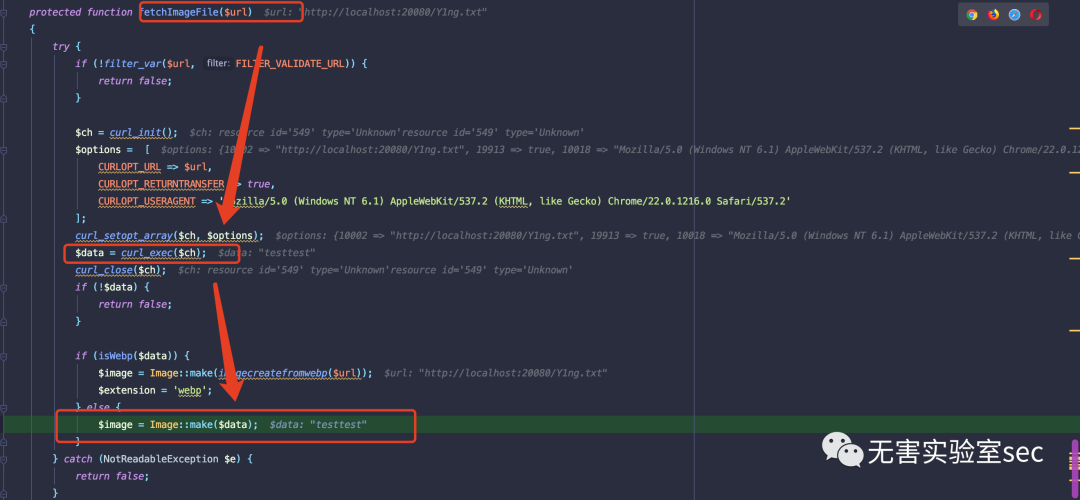 protected function fetchImageFile($url)  $url: "http://localhost:20080/Y1ng.txt"
{
try {
if (!filter_var($url, filter: FILTER_VALIDATE_URL)) {
return false;
}
$ch = curl_init();  $ch: resource id='549' type='Unknown'resource id='549' type='Unknown'
$options = [  $options: {10002 => "http://localhost:20080/Y1ng.txt", 19913 => true, 10018 => "Mozilla/5.0 (Windows NT 6.1) AppleWebKit/537.2 (KHTML, like Gecko) Chrome/22.0.12
CURLOPT_URL => $url,
CURLOPT_RETURNTRANSFER => true,
CURLOPT_USERAGENT => 'Mozilla/5.0 (Windows NT 6.1) AppleWebKit/537.2 (KHTML, like Gecko) Chrome/22.0.1216.0 Safari/537.2'
];
curl_setopt_array($ch, $options);  $options: {10002 => "http://localhost:20080/Y1ng.txt", 19913 => true, 10018 => "Mozilla/5.0 (Windows NT 6.1) AppleWebKit/537.2 (KHTML, like
$data = curl_exec($ch);  $data: "testtest"
curl_close($ch);  $ch: resource id='549' type='Unknown'resource id='549' type='Unknown'
if (!$data) {
return false;
}
if (isWebp($data)) {
$image = Image::make(imagecreatefromwebp($url));  $url: "http://localhost:20080/Y1ng.txt"
$extension = 'webp';
} else {
$image = Image::make($data);  $data: "testtest"
}
} catch (NotReadableException $e) {
return false;
}
无害实验室sec